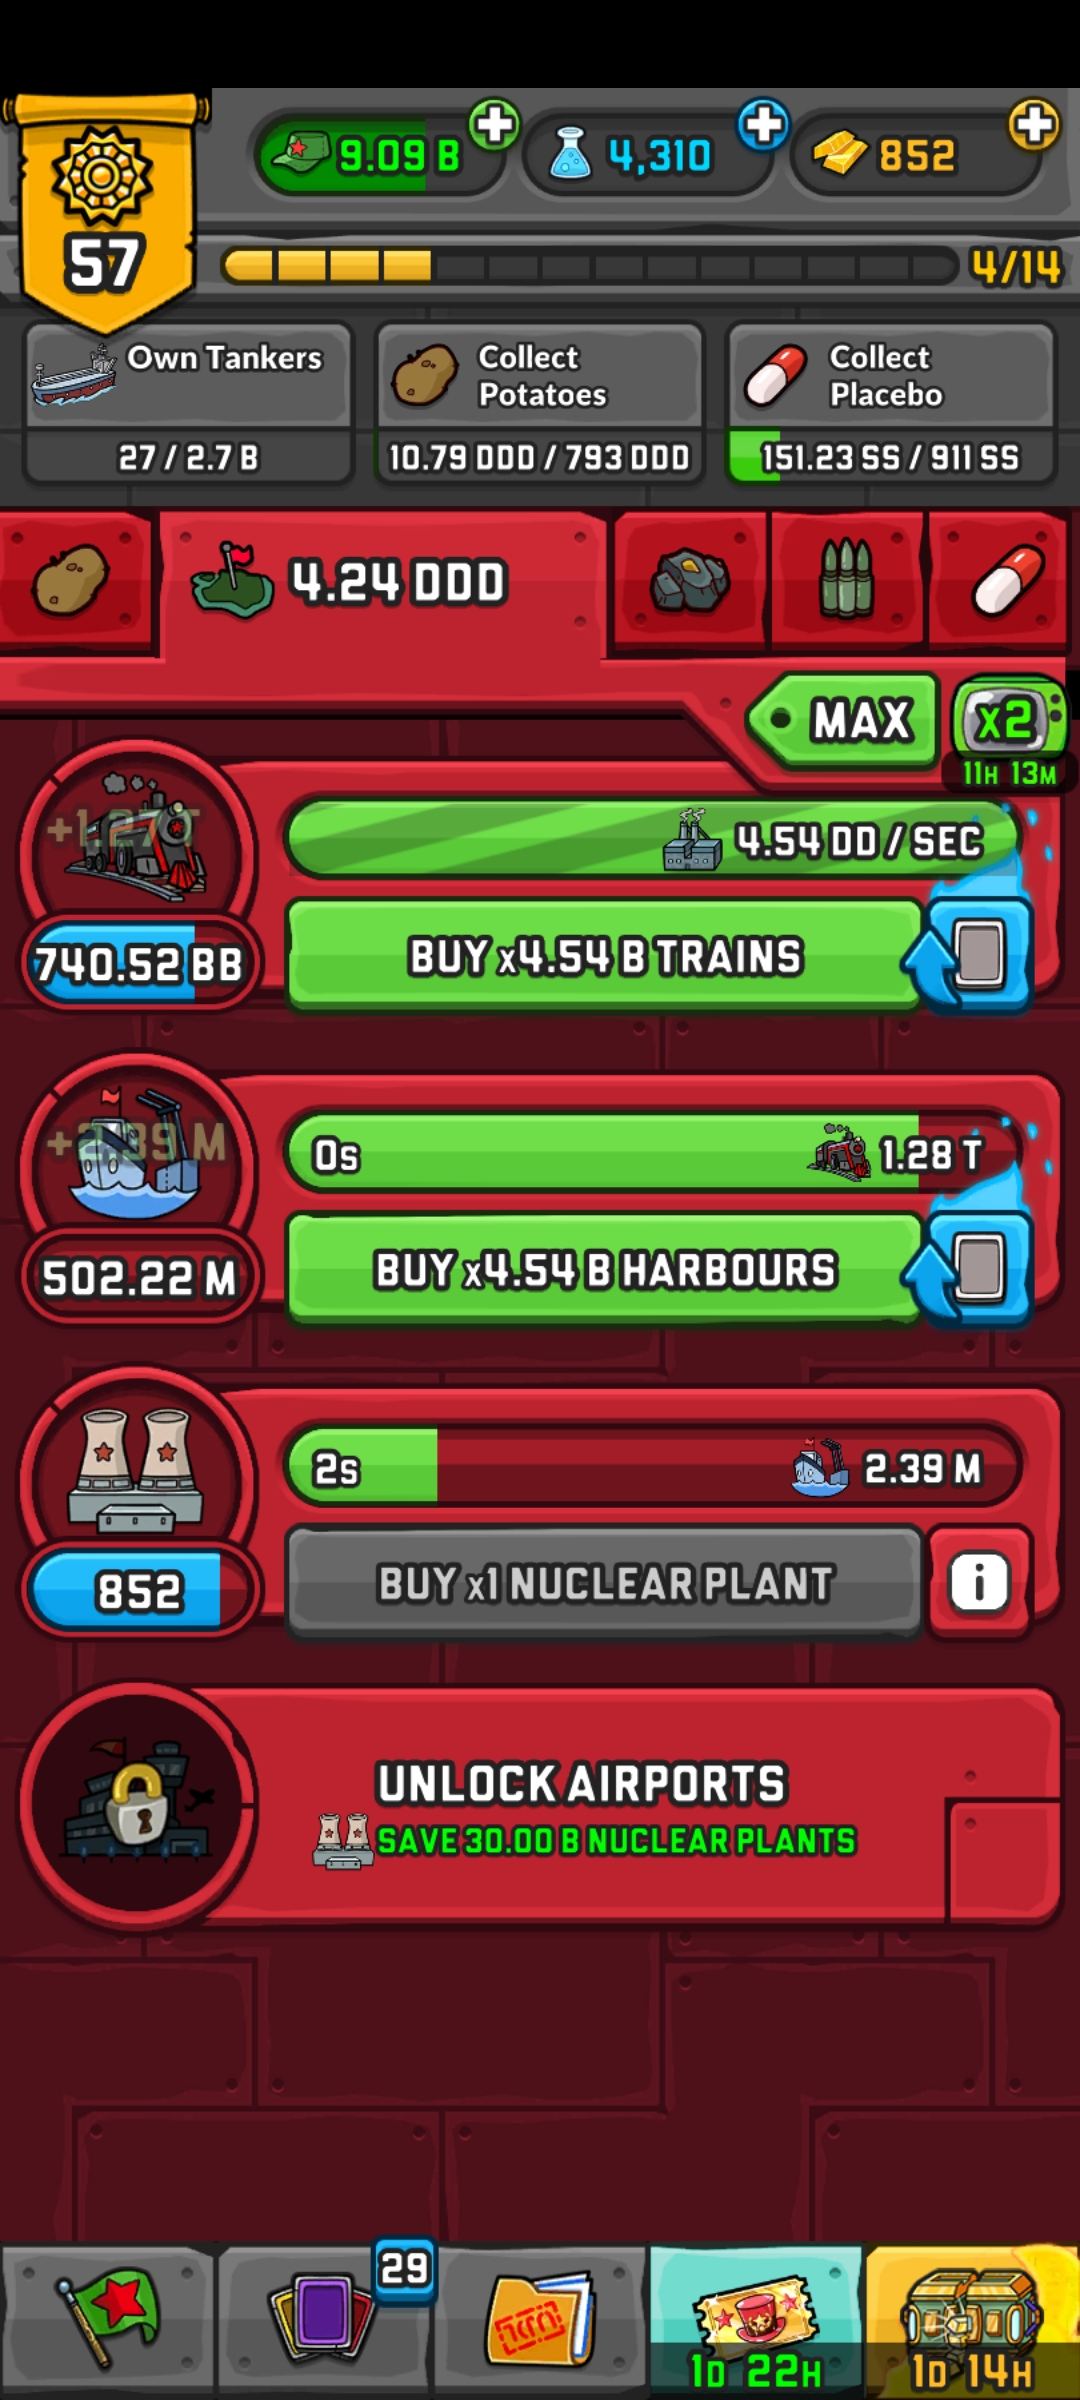 9.09 B
4,310
852
57
4/14
Own Tankers
27 / 2.7 B
Collect
Potatoes
10.79 DDD / 793 DDD
Collect
Placebo
151.23 SS / 911 SS
4.24 DDD
MAX
x2
11H 13M
4.54 DD / SEC
740.52 BB
BUY x4.54 B TRAINS
0s
1.28 T
502.22 M
BUY x4.54 B HARBOURS
2s
2.39 M
852
BUY x1 NUCLEAR PLANT
i
UNLOCK AIRPORTS
SAVE 30.00 B NUCLEAR PLANTS
29
1D 22H
1D 14H